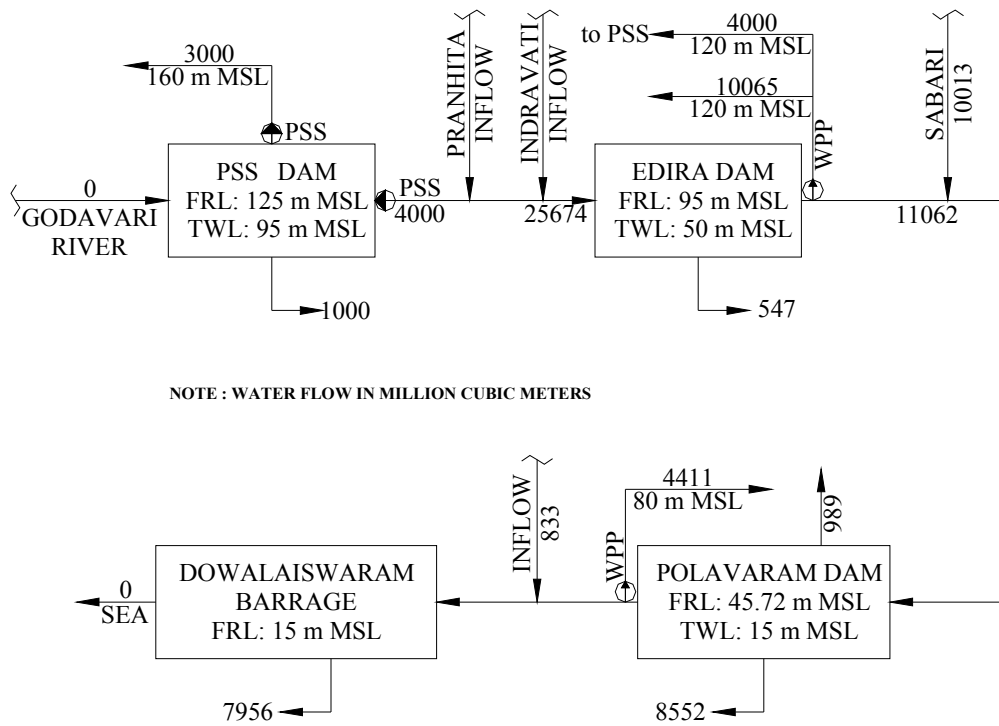 3000
160 m MSL
PSS
PSS DAM
FRL: 125 m MSL
TWL: 95 m MSL
0
GODAVARI
RIVER
PSS
4000
1000
PRANHITA
INFLOW
INDRAVATI
INFLOW
25674
to PSS
4000
120 m MSL
10065
120 m MSL
WPP
EDIRA DAM
FRL: 95 m MSL
TWL: 50 m MSL
547
SABARI
10013
11062
NOTE : WATER FLOW IN MILLION CUBIC METERS
0
SEA
DOWALAISWARAM
BARRAGE
FRL: 15 m MSL
7956
INFLOW
833
WPP
4411
80 m MSL
989
POLAVARAM DAM
FRL: 45.72 m MSL
TWL: 15 m MSL
8552